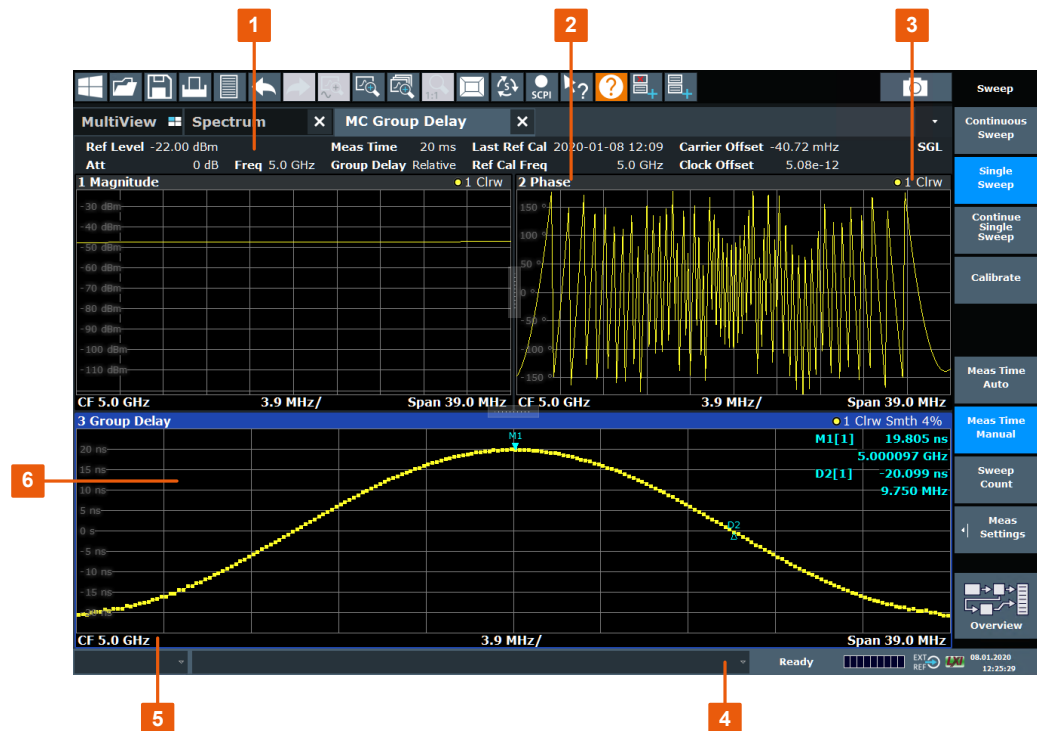 1 2 3
1:1 SCPI ? ? Sweep
MultiView Spectrum X MC Group Delay X
Ref Level -22.00 dBm Meas Time 20 ms Last Ref Cal 2020-01-08 12:09 Carrier Offset -40.72 mHz SGL
Att 0 dB Freq 5.0 GHz Group Delay Relative Ref Cal Freq 5.0 GHz Clock Offset 5.08e-12
1 Magnitude 1 Clrw
-30 dBm
-40 dBm
-50 dBm
-60 dBm
-70 dBm
-80 dBm
-90 dBm
-100 dBm
-110 dBm
CF 5.0 GHz 3.9 MHz/ Span 39.0 MHz
2 Phase 1 Clrw
150 °
100 °
50 °
0 °
-50 °
-100 °
-150 °
CF 5.0 GHz 3.9 MHz/ Span 39.0 MHz
3 Group Delay 1 Clrw Smth 4%
M1[1] 19.805 ns
5.000097 GHz
D2[1] -20.099 ns
9.750 MHz
M1
D2
20 ns
15 ns
10 ns
5 ns
0 s
-5 ns
-10 ns
-15 ns
-20 ns
CF 5.0 GHz 3.9 MHz/ Span 39.0 MHz
Ready EXT REF LXI 08.01.2020
12:25:29
Continuous
Sweep
Single
Sweep
Continue
Single
Sweep
Calibrate
Meas Time
Auto
Meas Time
Manual
Sweep
Count
Meas
Settings
Overview
6
5 4